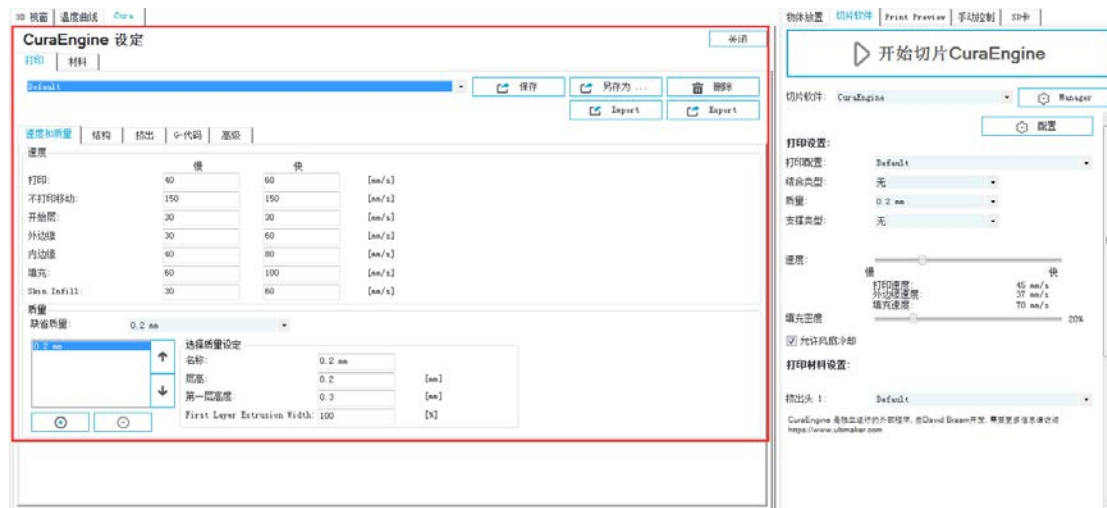 3D 视窗 温度曲线 Cura
CuraEngine 设定 关闭
打印 材料
Default 保存 另存为 ... 删除
Import Export
速度和质量 结构 挤出 G-代码 高级
速度
慢 快
打印: 40 60 [mm/s]
不打印移动: 150 150 [mm/s]
开始层: 30 30 [mm/s]
外边缘 30 60 [mm/s]
内边缘 40 80 [mm/s]
填充: 60 100 [mm/s]
Skin Infill: 30 60 [mm/s]
质量
缺省质量: 0.2 mm
0.2 mm
选择质量设定
名称: 0.2 mm
层高: 0.2 [mm]
第一层高度: 0.3 [mm]
First Layer Extrusion Width: 100 [%]
物体放置 切片软件 Print Preview 手动控制 SD卡
开始切片CuraEngine
切片软件: CuraEngine Manager
配置
打印设置:
打印配置: Default
结合类型: 无
质量: 0.2 mm
支撑类型: 无
速度:
慢 快
打印速度: 45 mm/s
外边缘速度: 37 mm/s
填充速度: 70 mm/s
填充密度 20%
允许风扇冷却
打印材料设置:
挤出头 1: Default
CuraEngine 是独立运行的外部程序, 由David Braam开发, 需要更多信息请访问
https://www.ultimaker.com